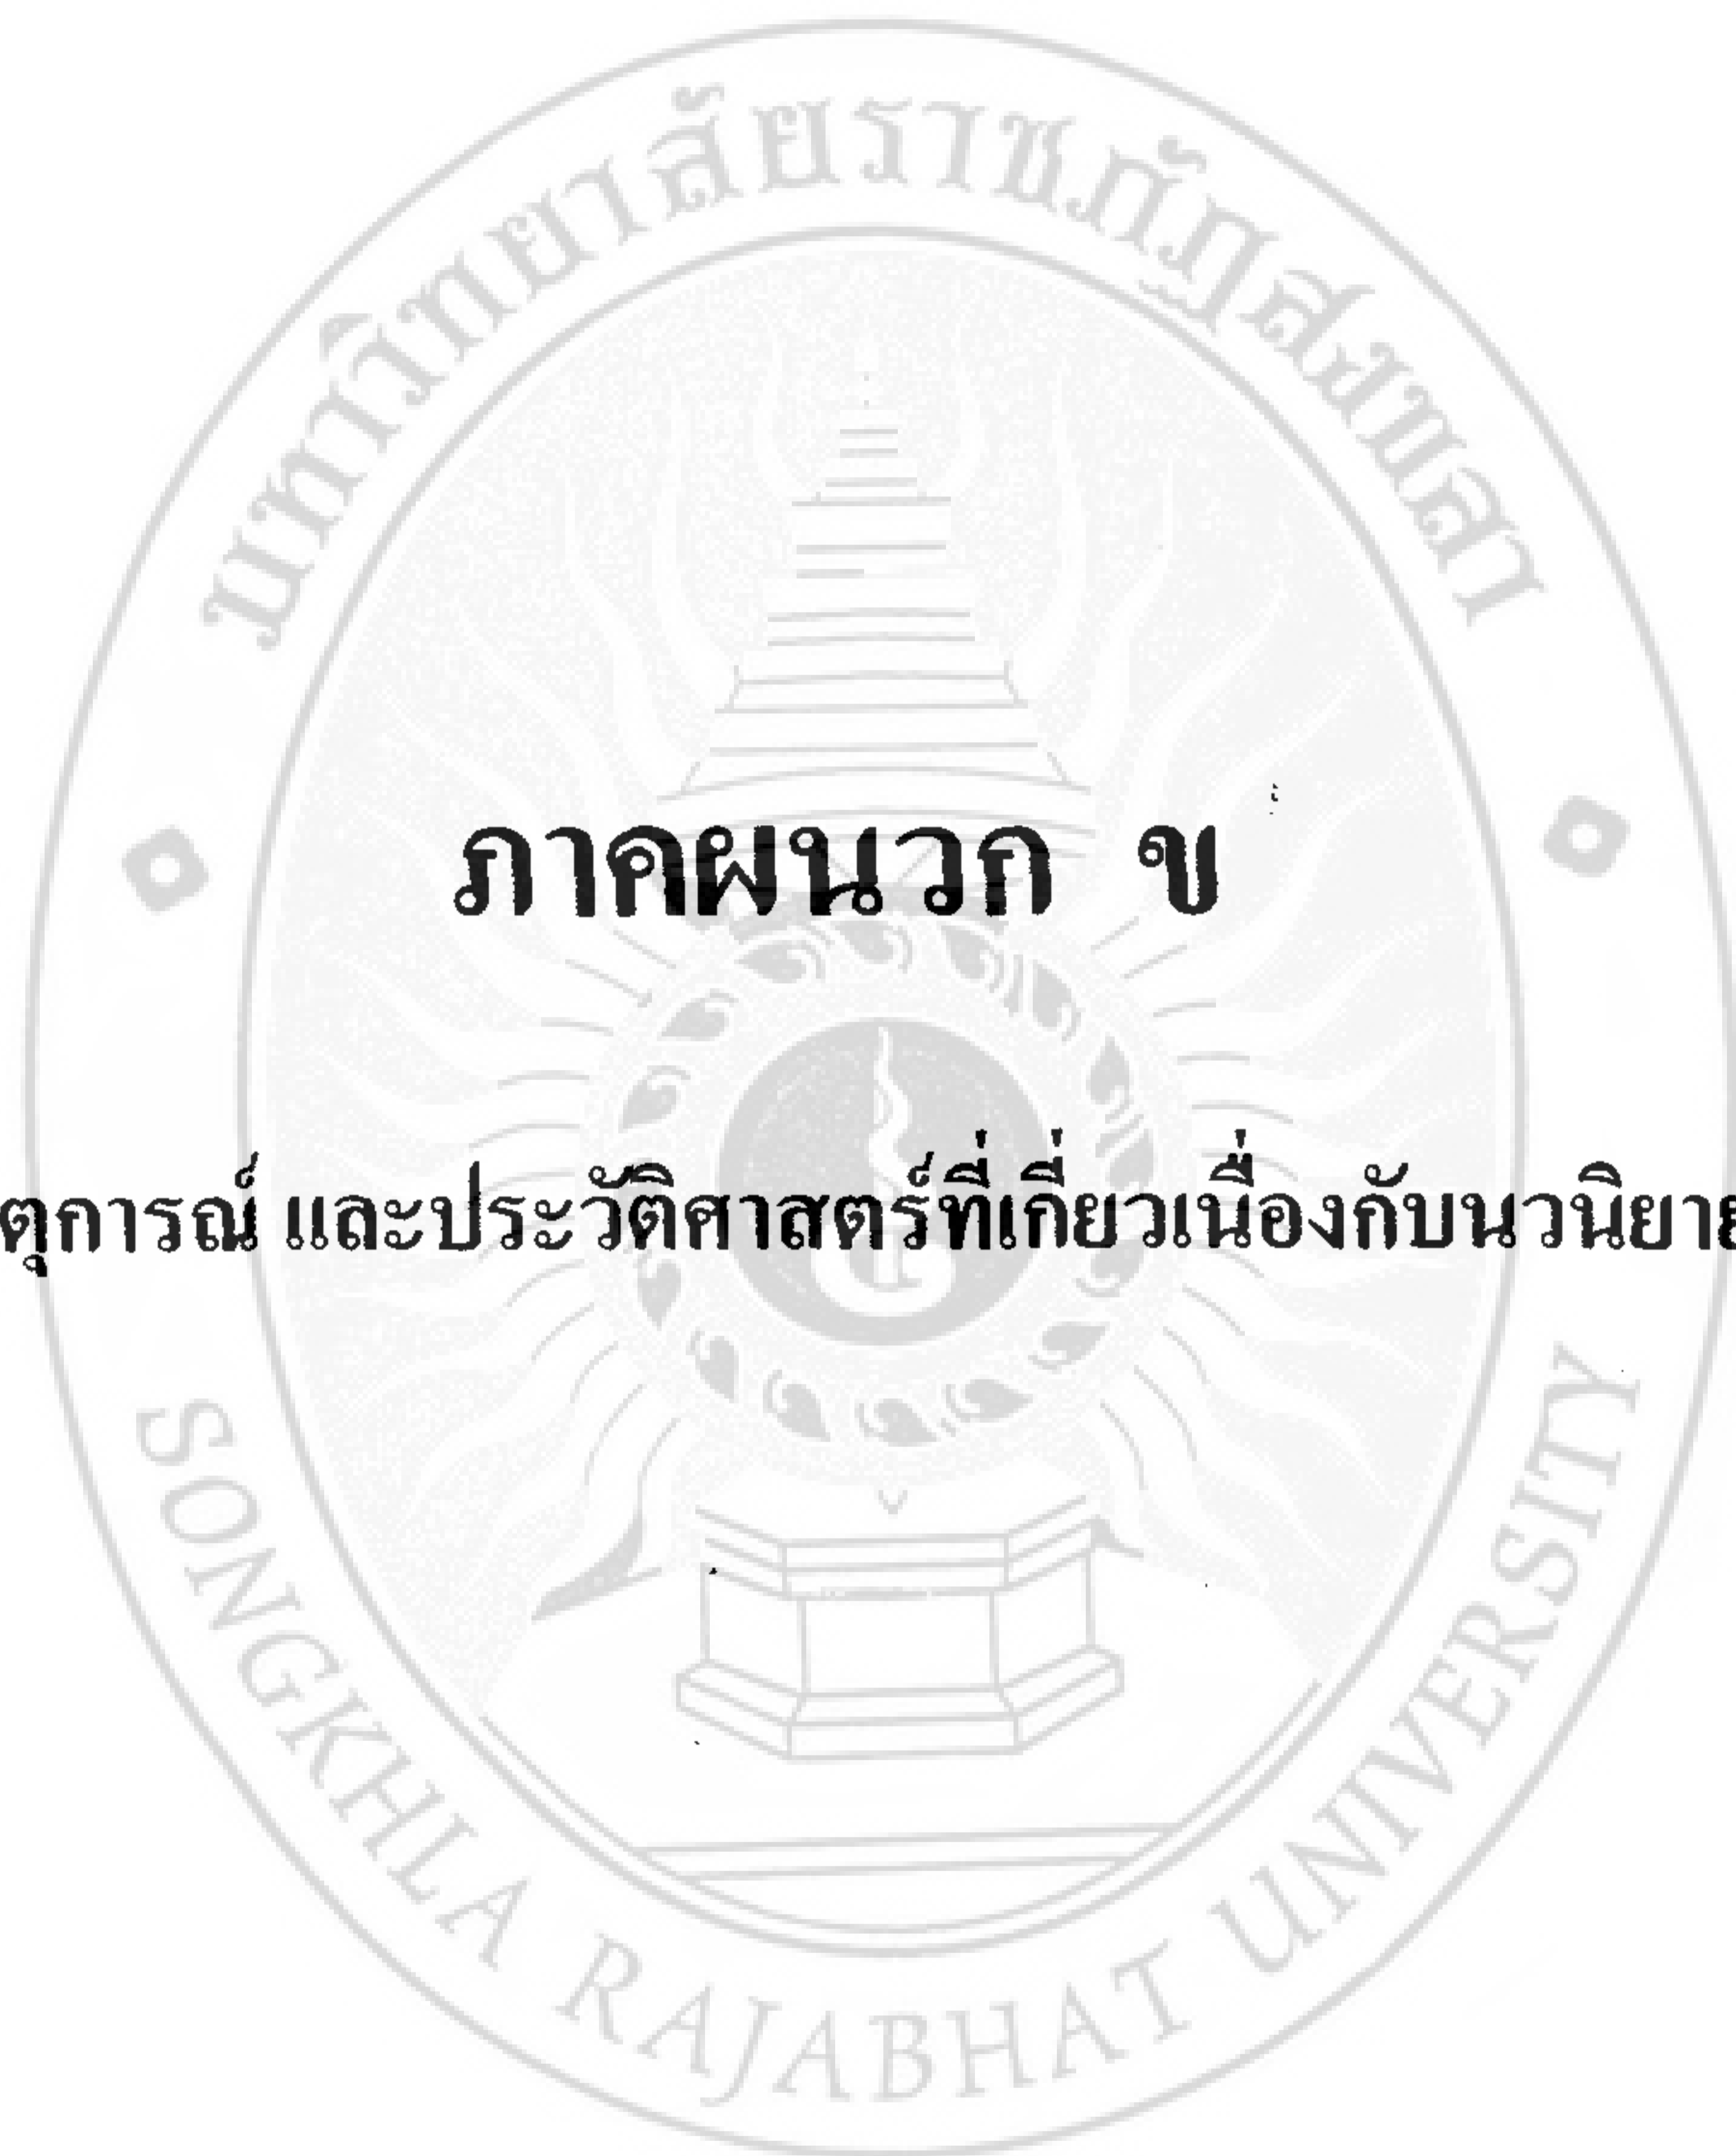 มหาวิทยาลัยราชภัฏสงขลา
ภาคผนวก ข
ตุการณ์ และประวัติศาสตร์ที่เกี่ยวเนื่องกับนวนิยาย
SONGKHLA RAJABHAT UNIVERSITY